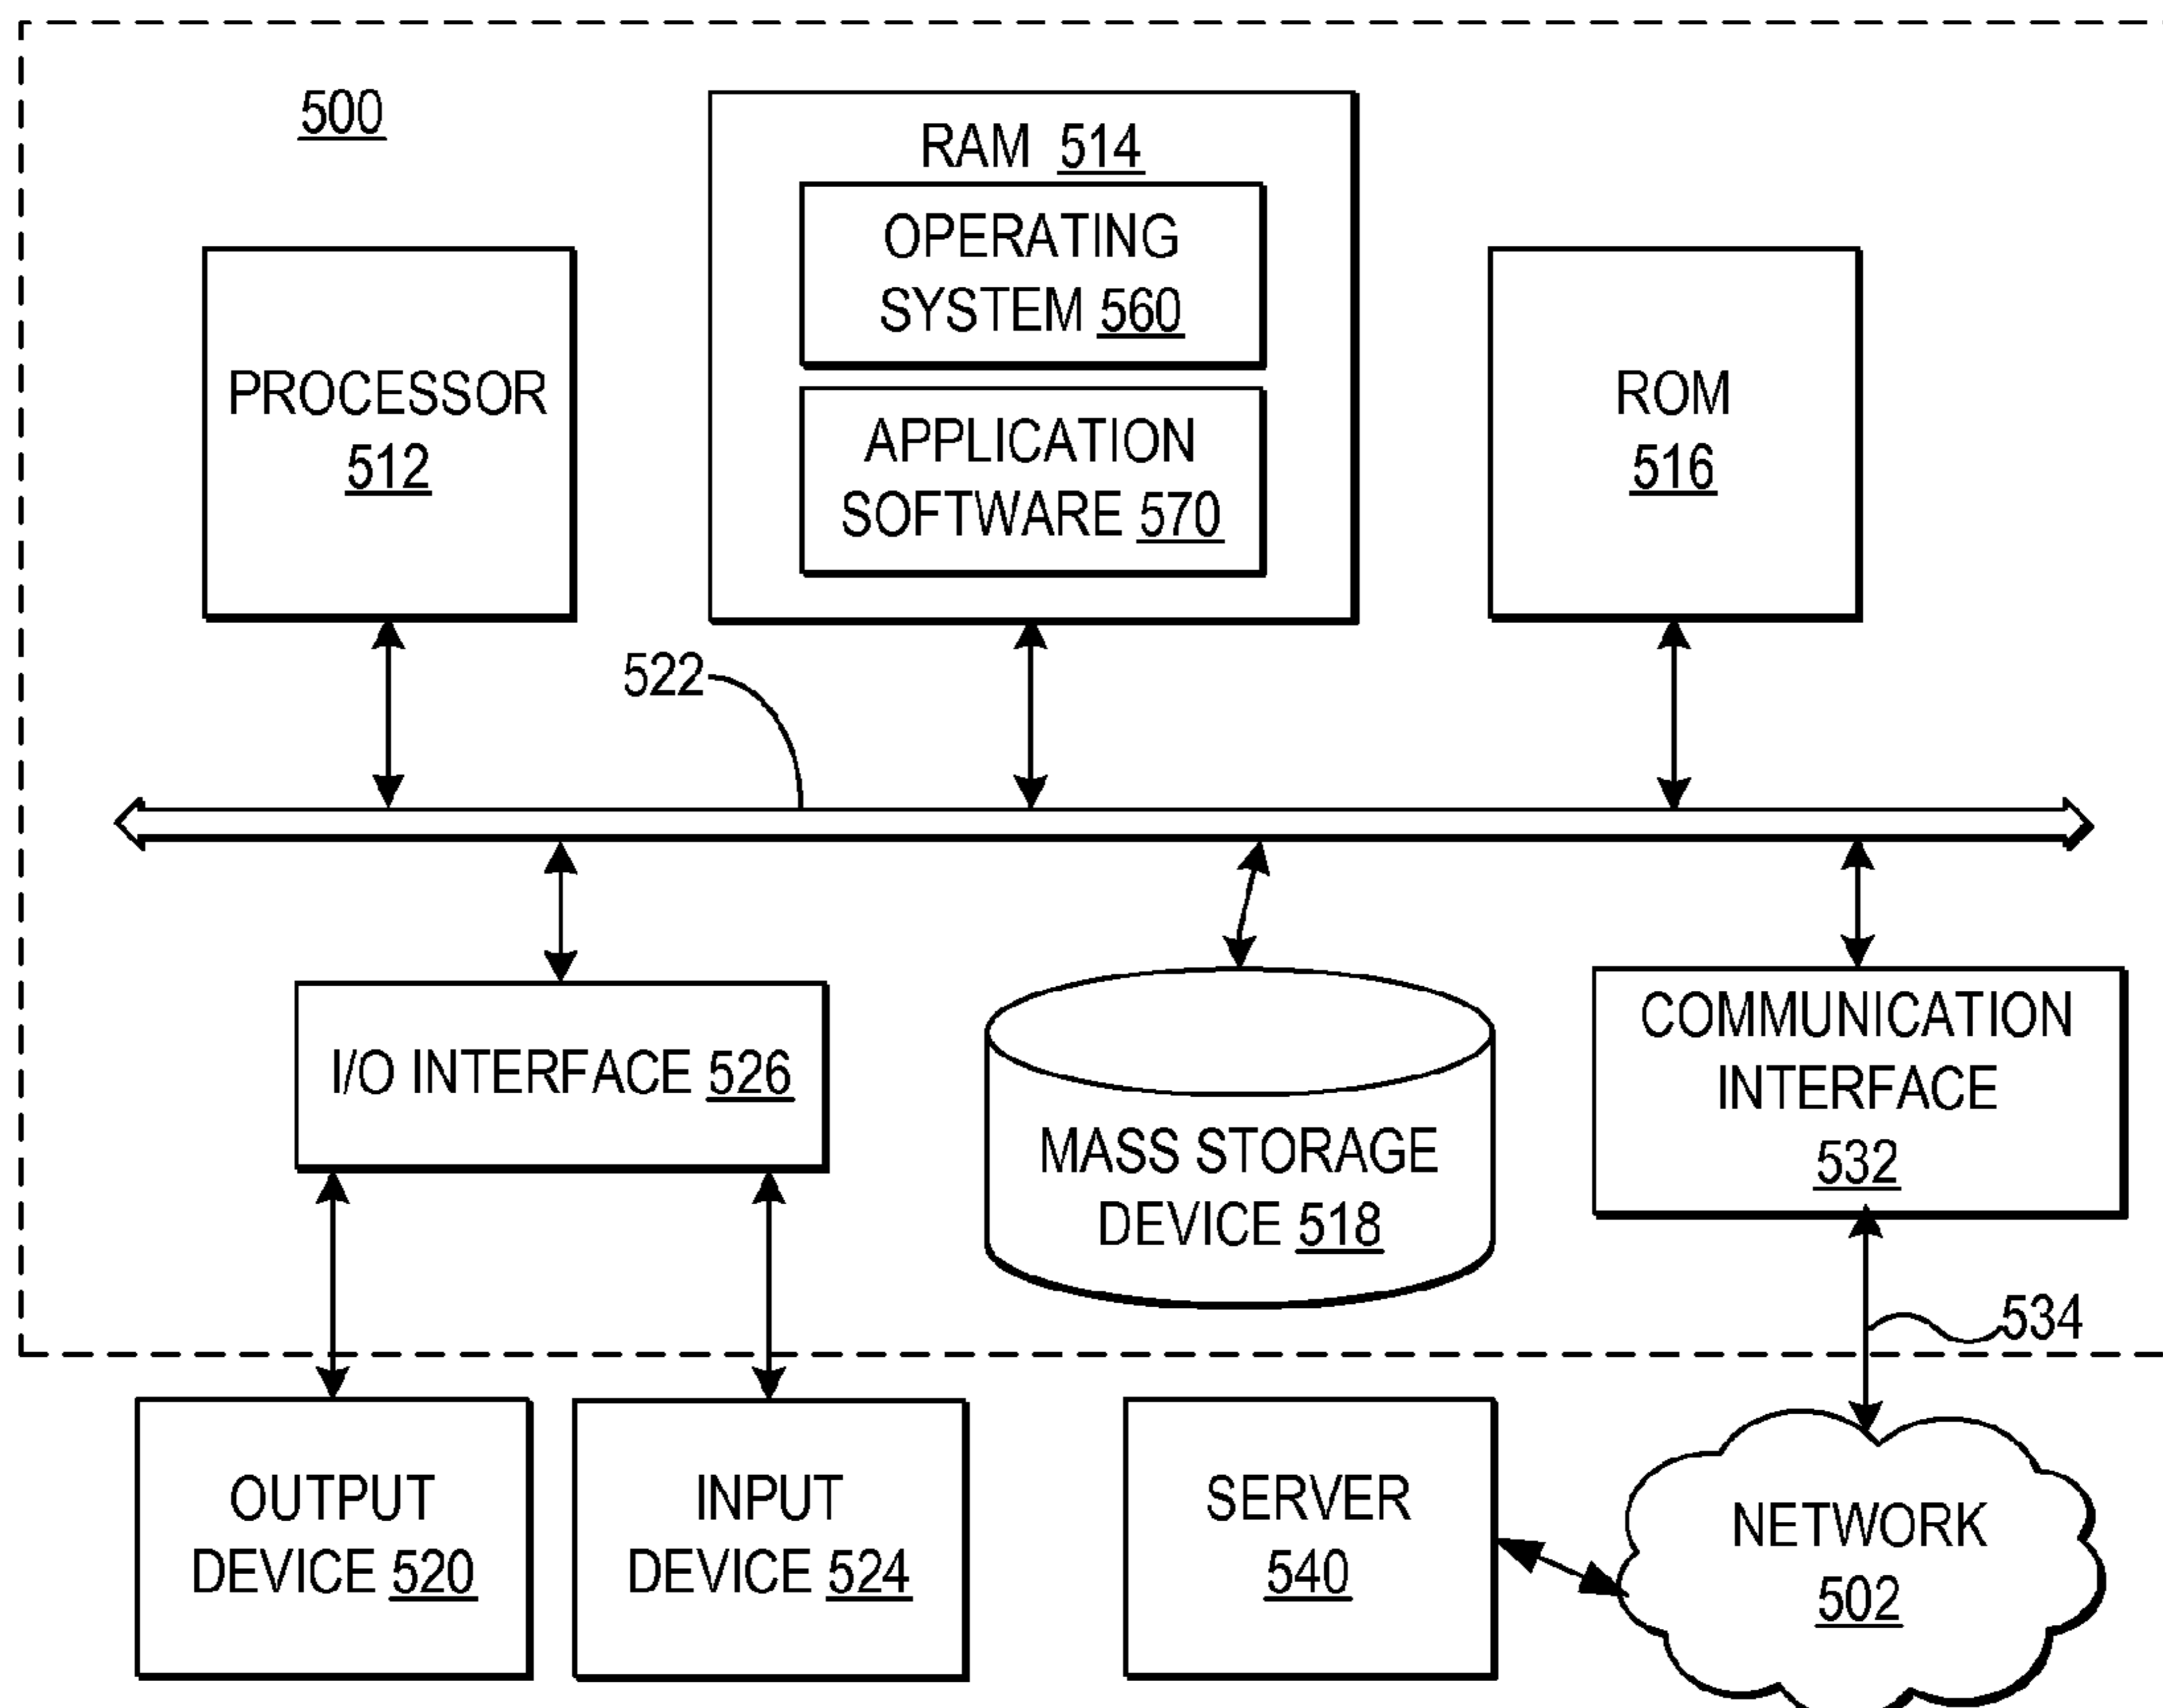 500
RAM 514
OPERATING
SYSTEM 560
APPLICATION
SOFTWARE 570
PROCESSOR
512
ROM
516
522
I/O INTERFACE 526
MASS STORAGE
DEVICE 518
COMMUNICATION
INTERFACE
532
534
OUTPUT
DEVICE 520
INPUT
DEVICE 524
SERVER
540
NETWORK
502